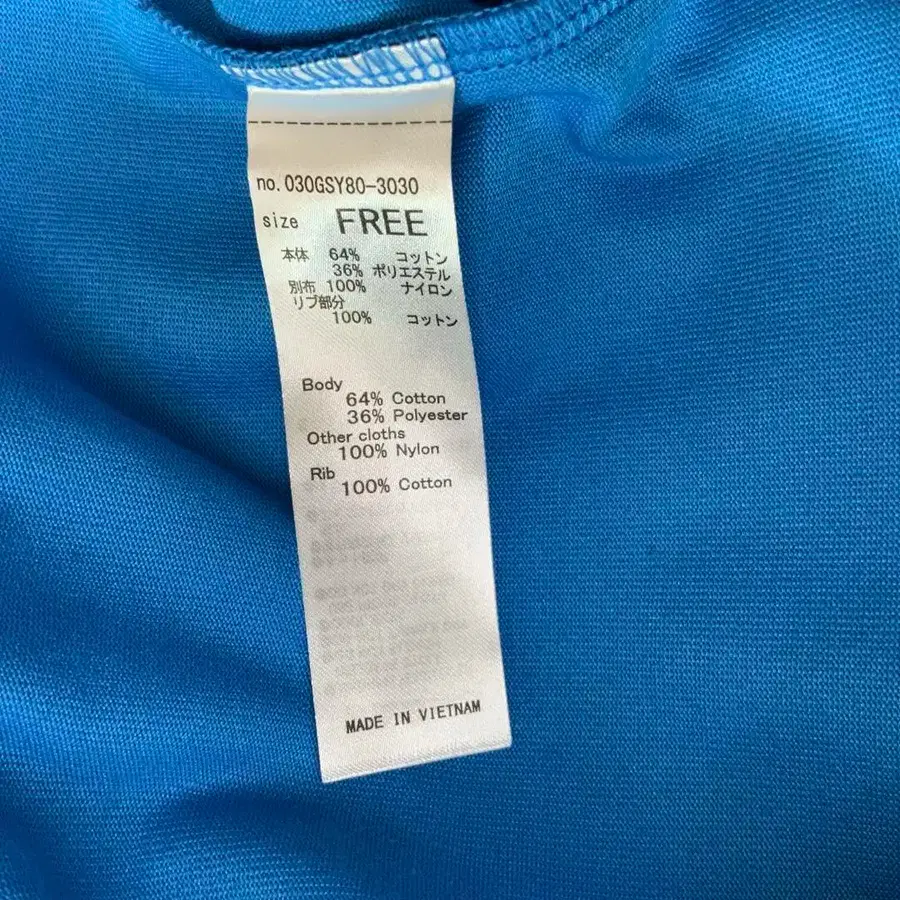 no.030GSY80-3030
size FREE
本体 64% コットン
36% ポリエステル
別布 100% ナイロン
リブ部分
100% コットン
Body
64% Cotton
36% Polyester
Other cloths
100% Nylon
Rib
100% Cotton
MADE IN VIETNAM